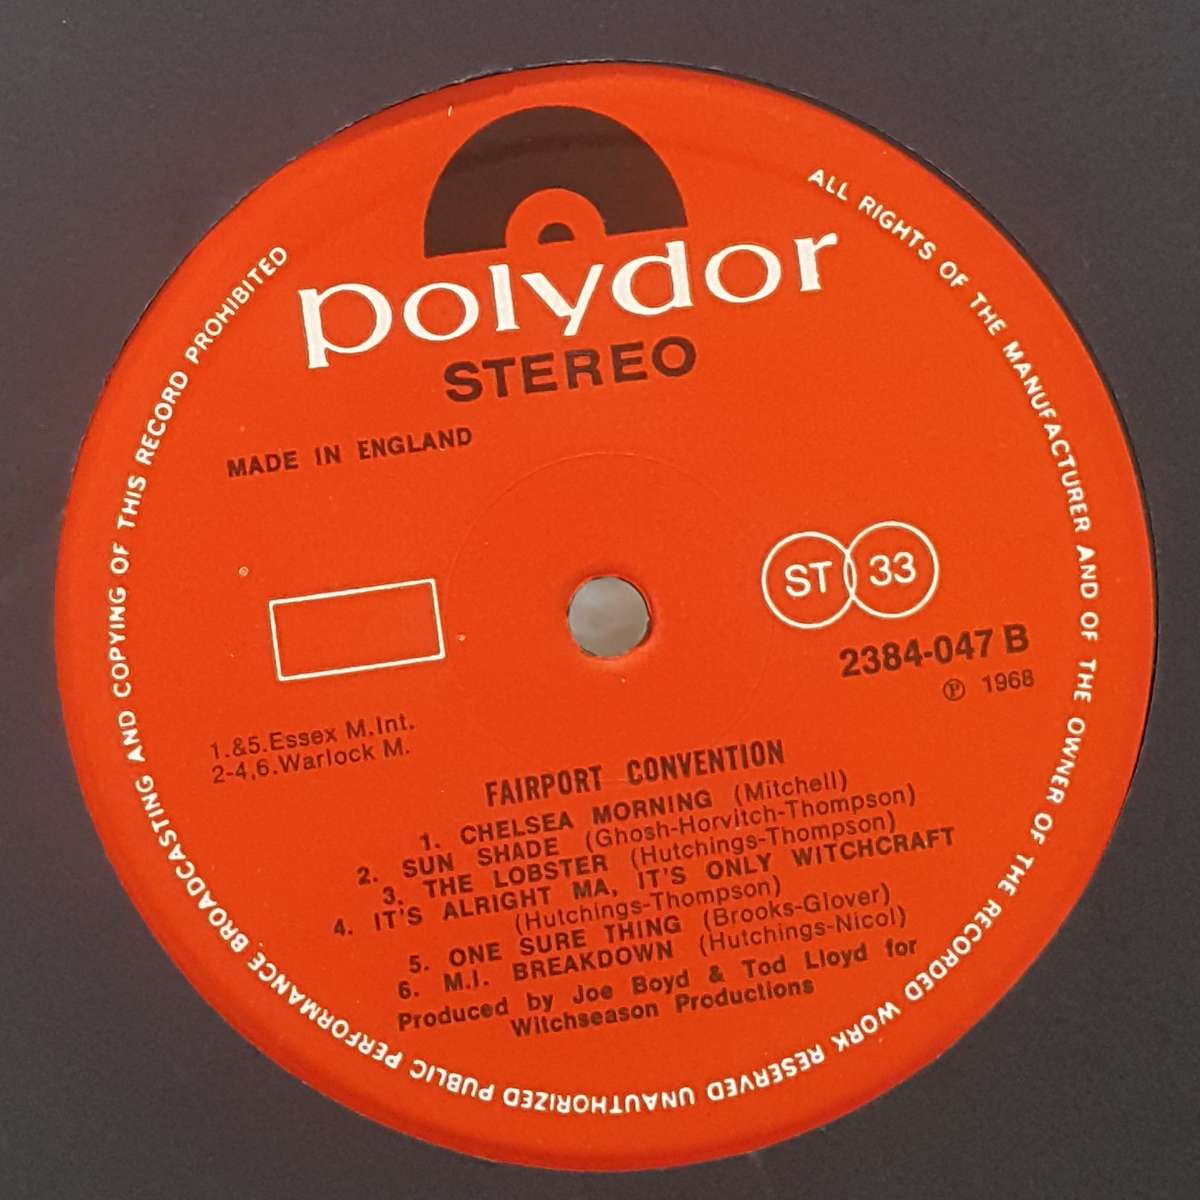 polydor
STEREO
MADE IN ENGLAND
ST 33
2384-047 B
Ⓟ 1968
1.&5.Essex M.Int.
2-4,6.Warlock M.
FAIRPORT CONVENTION
1. CHELSEA MORNING (Mitchell)
2. SUN SHADE (Ghosh-Horvitch-Thompson)
3. THE LOBSTER (Hutchings-Thompson)
4. IT'S ALRIGHT MA, IT'S ONLY WITCHCRAFT
(Hutchings-Thompson)
5. ONE SURE THING (Brooks-Glover)
6. M.I. BREAKDOWN (Hutchings-Nicol)
Produced by Joe Boyd & Tod Lloyd for
Witchseason Productions
ALL RIGHTS OF THE MANUFACTURER AND OF THE OWNER OF THE RECORDED WORK RESERVED UNAUTHORIZED PUBLIC PERFORMANCE BROADCASTING AND COPYING OF THIS RECORD PROHIBITED